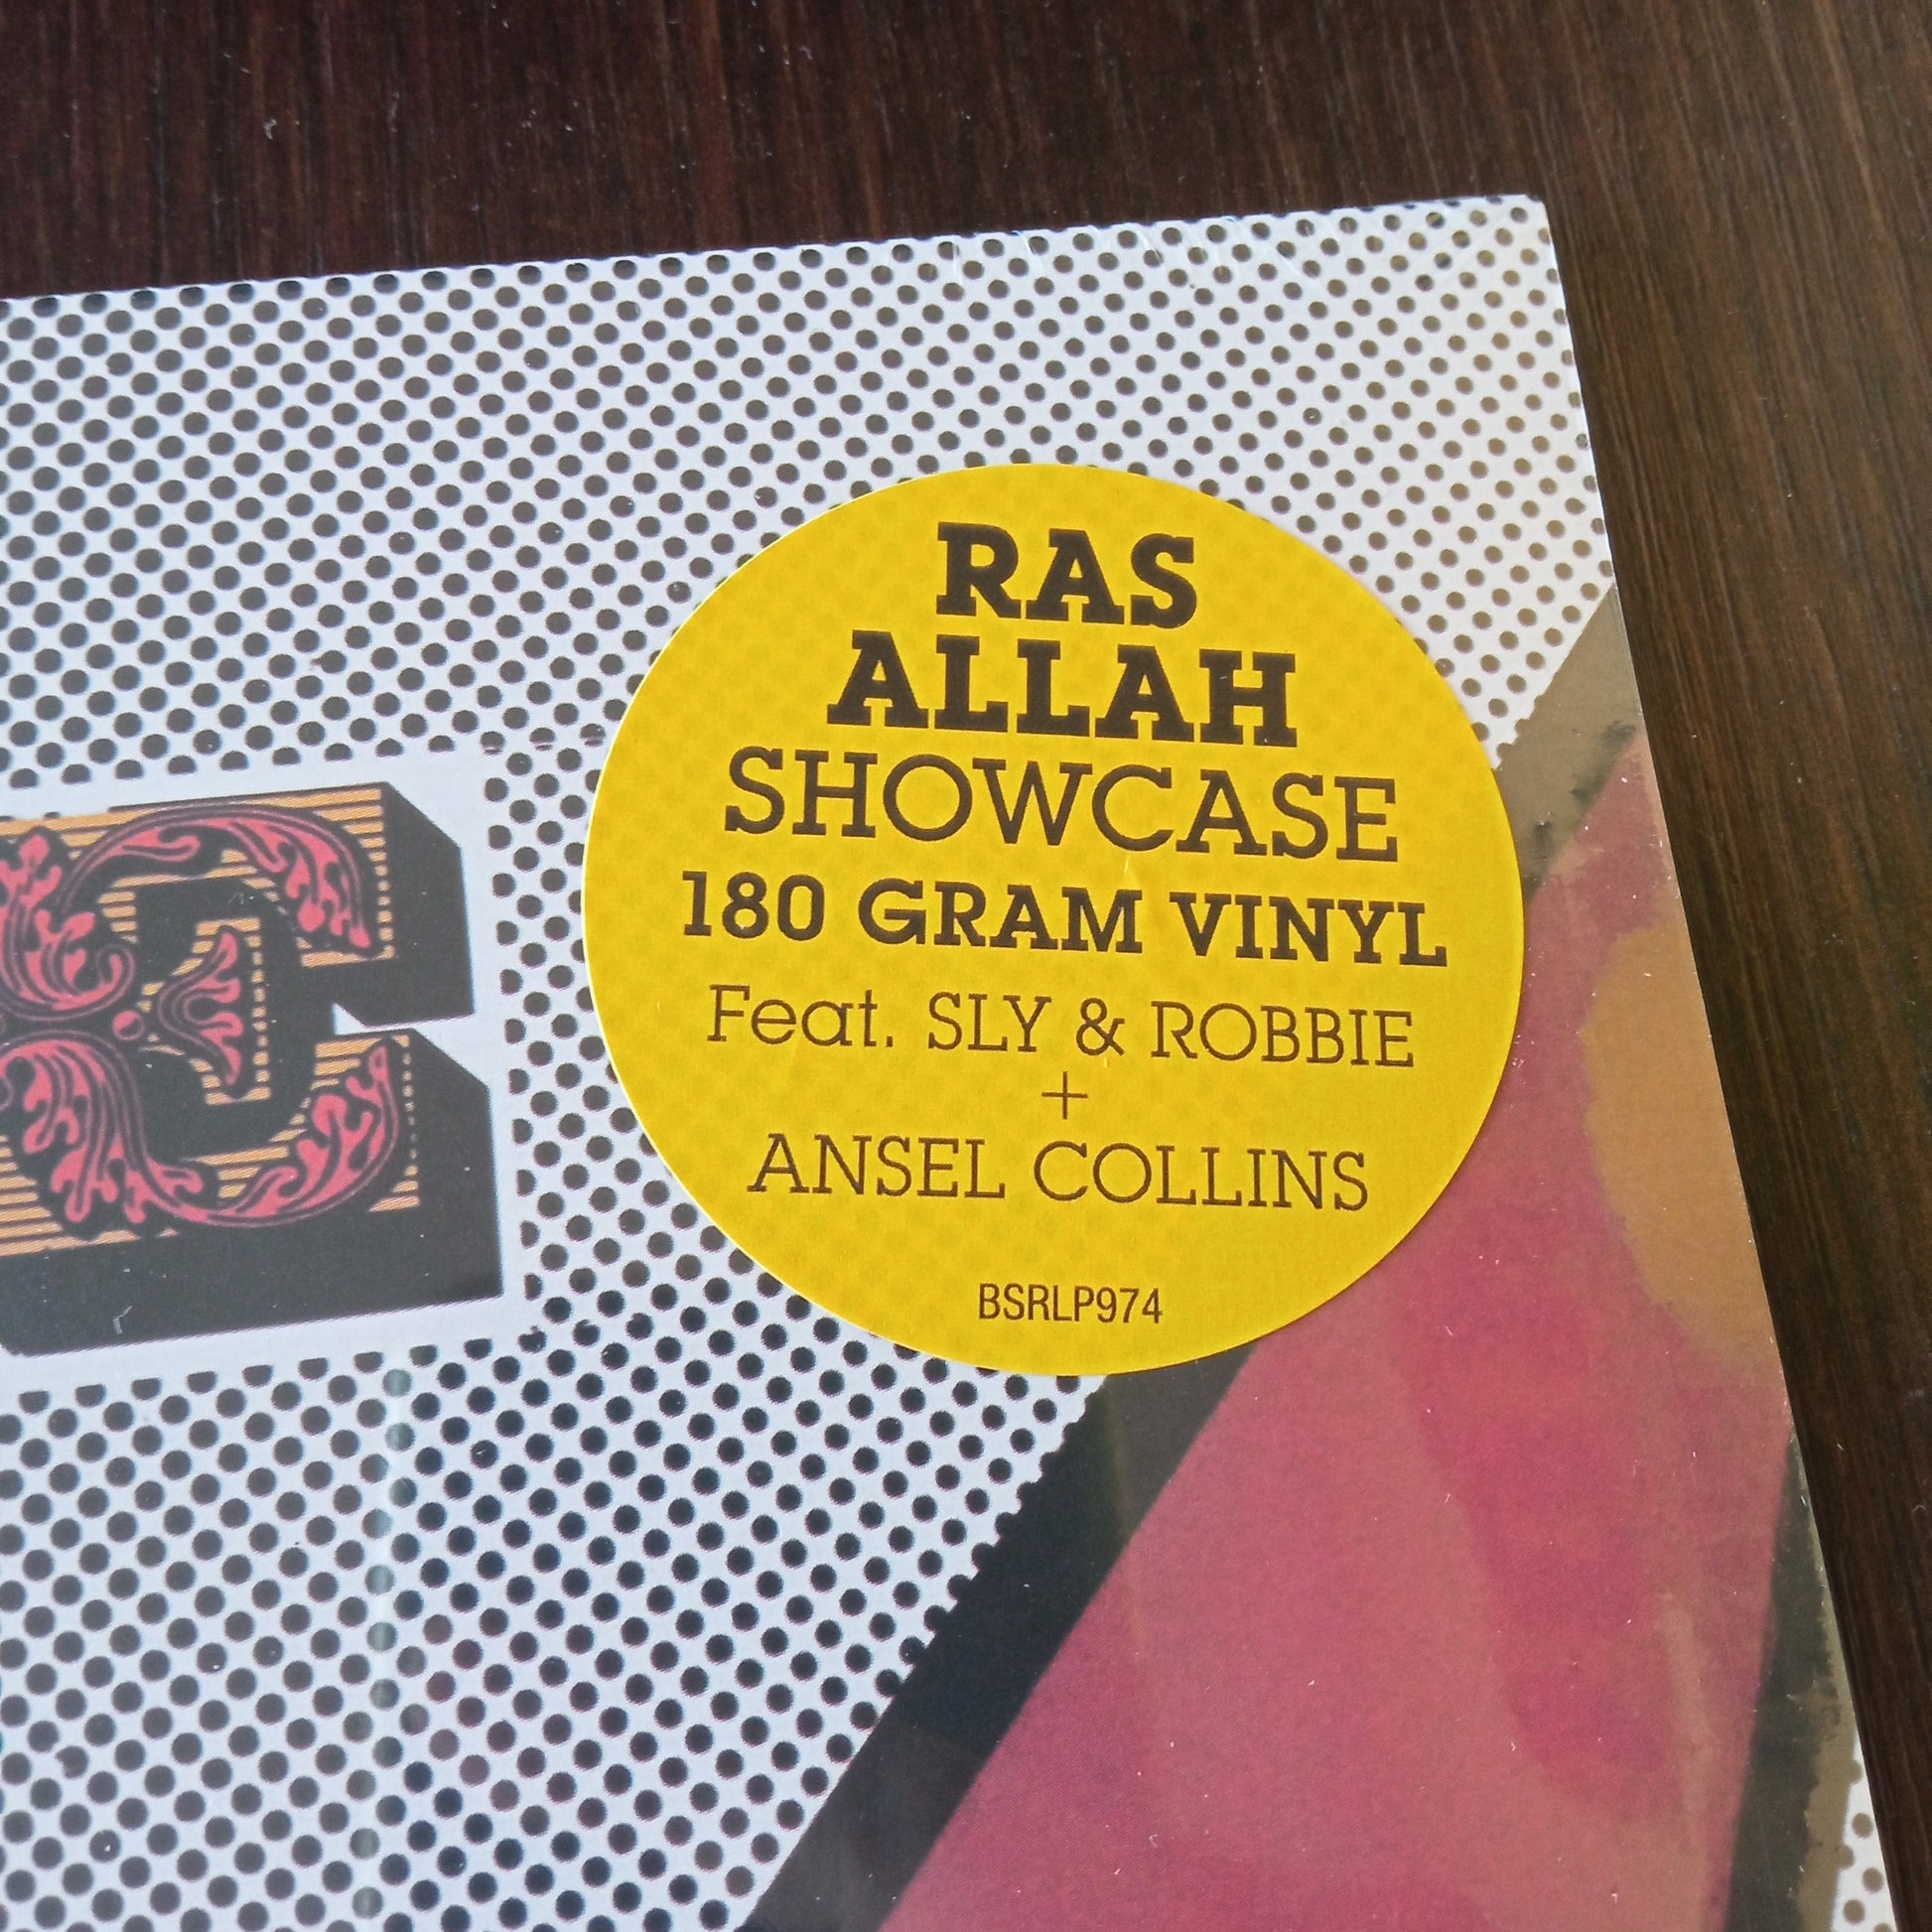 RAS
ALLAH
SHOWCASE
180 GRAM VINYL
Feat. SLY & ROBBIE
+
ANSEL COLLINS
BSRLP974
E